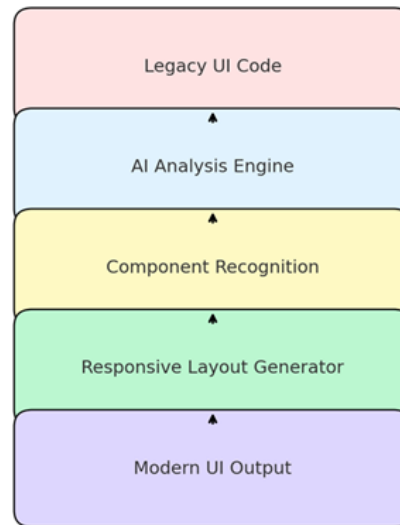 Legacy UI Code
AI Analysis Engine
Component Recognition
Responsive Layout Generator
Modern UI Output